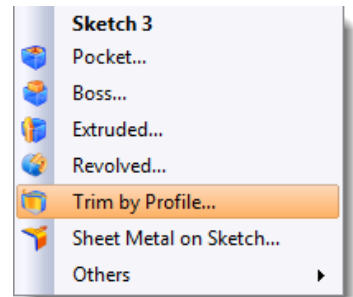 Sketch 3
Pocket...
Boss...
Extruded...
Revolved...
Trim by Profile...
Sheet Metal on Sketch...
Others